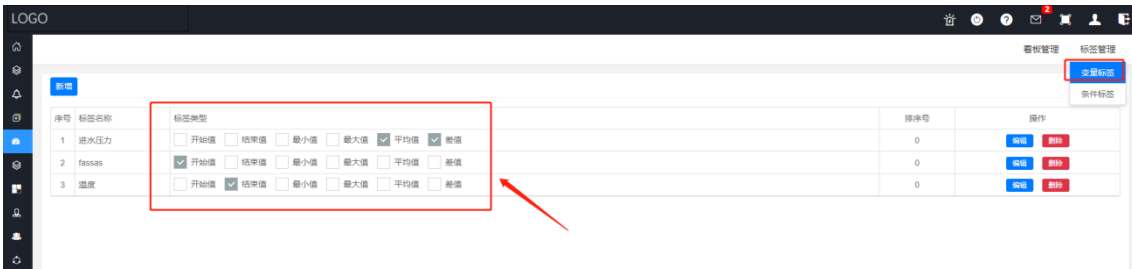 LOGO
2
看板管理 标签管理
变量标签
条件标签
新增
序号 标签名称 标签类型 排序号 操作
1 进水压力 开始值 结束值 最小值 最大值 平均值 差值 0 编辑 删除
2 fassas 开始值 结束值 最小值 最大值 平均值 差值 0 编辑 删除
3 温度 开始值 结束值 最小值 最大值 平均值 差值 0 编辑 删除